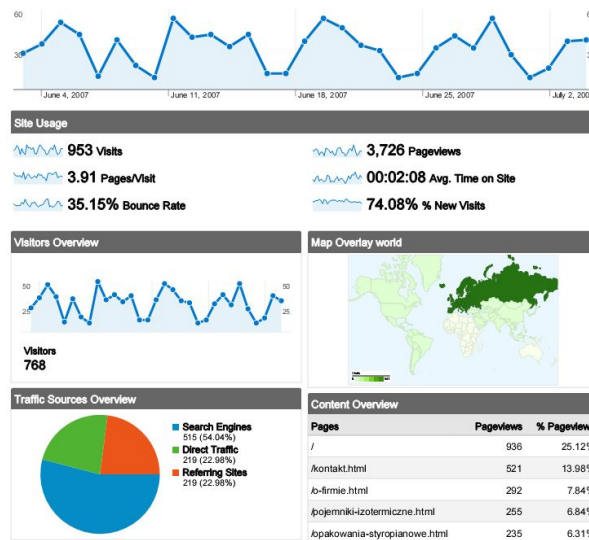 60
30
6
3
June 4, 2007
June 11, 2007
June 18, 2007
June 25, 2007
July 2, 200
Site Usage
953 Visits
3,726 Pageviews
3.91 Pages/Visit
00:02:08 Avg. Time on Site
35.15% Bounce Rate
74.08% % New Visits
Visitors Overview
50
25
50
25
Visitors
768
Map Overlay world
Traffic Sources Overview
Search Engines
515 (54.04%)
Direct Traffic
219 (22.98%)
Referring Sites
219 (22.98%)
Content Overview
Pages Pageviews % Pageview
/ 936 25.12%
/kontakt.html 521 13.98%
/o-firmie.html 292 7.84%
/pojemniki-izotermiczne.html 255 6.84%
/opakowania-styropianowe.html 235 6.31%